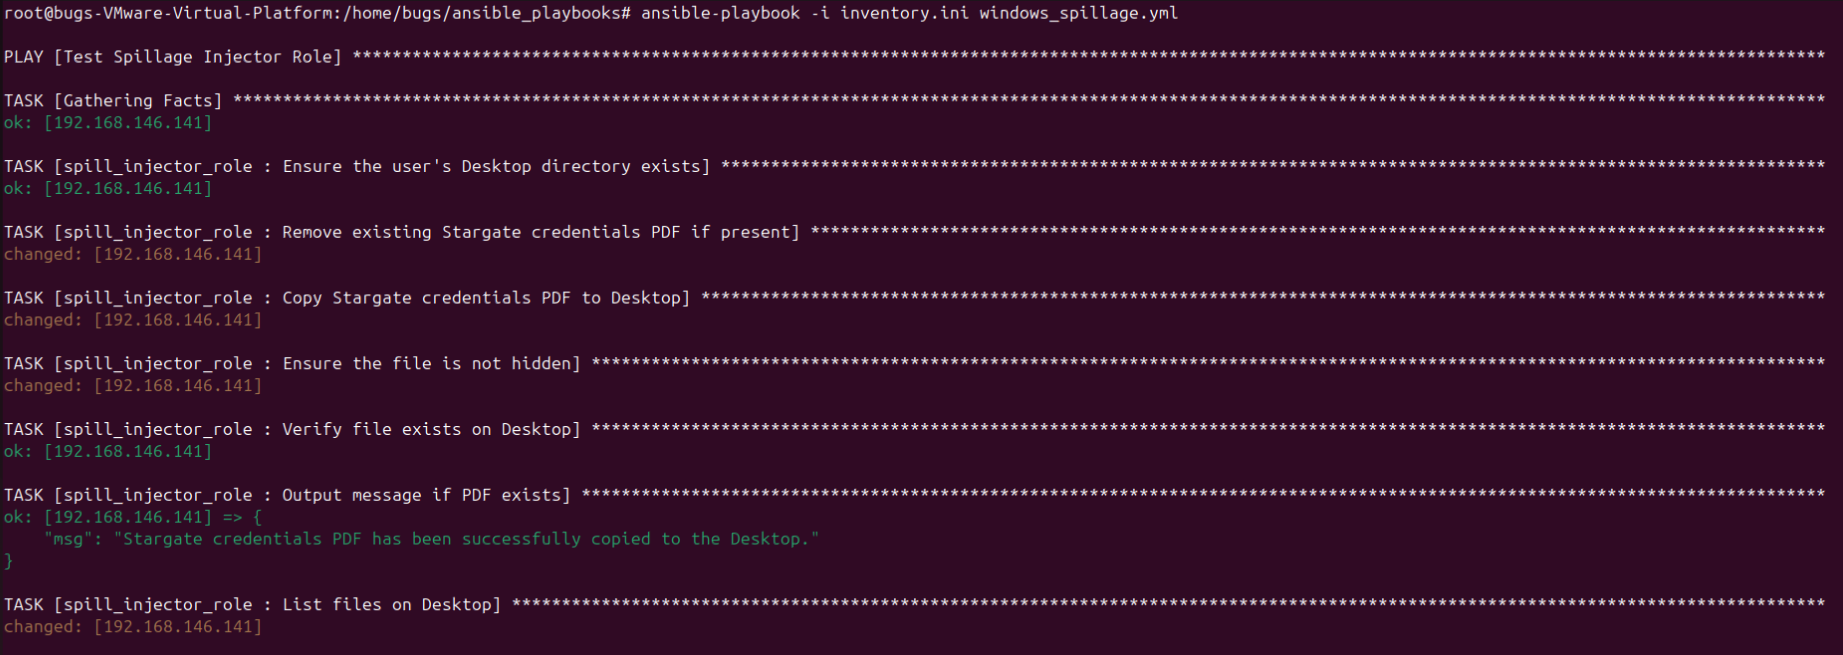 root@bugs-VMware-Virtual-Platform:/home/bugs/ansible_playbooks# ansible-playbook -i inventory.ini windows_spillage.yml
PLAY [Test Spillage Injector Role] ****************************************************************************************************************************************************
TASK [Gathering Facts] ****************************************************************************************************************************************************************
ok: [192.168.146.141]
TASK [spill_injector_role : Ensure the user's Desktop directory exists] ***************************************************************************************************************
ok: [192.168.146.141]
TASK [spill_injector_role : Remove existing Stargate credentials PDF if present] ******************************************************************************************************
changed: [192.168.146.141]
TASK [spill_injector_role : Copy Stargate credentials PDF to Desktop] *****************************************************************************************************************
changed: [192.168.146.141]
TASK [spill_injector_role : Ensure the file is not hidden] ****************************************************************************************************************************
changed: [192.168.146.141]
TASK [spill_injector_role : Verify file exists on Desktop] ****************************************************************************************************************************
ok: [192.168.146.141]
TASK [spill_injector_role : Output message if PDF exists] *****************************************************************************************************************************
ok: [192.168.146.141] => {
    "msg": "Stargate credentials PDF has been successfully copied to the Desktop."
}
TASK [spill_injector_role : List files on Desktop] ************************************************************************************************************************************
changed: [192.168.146.141]